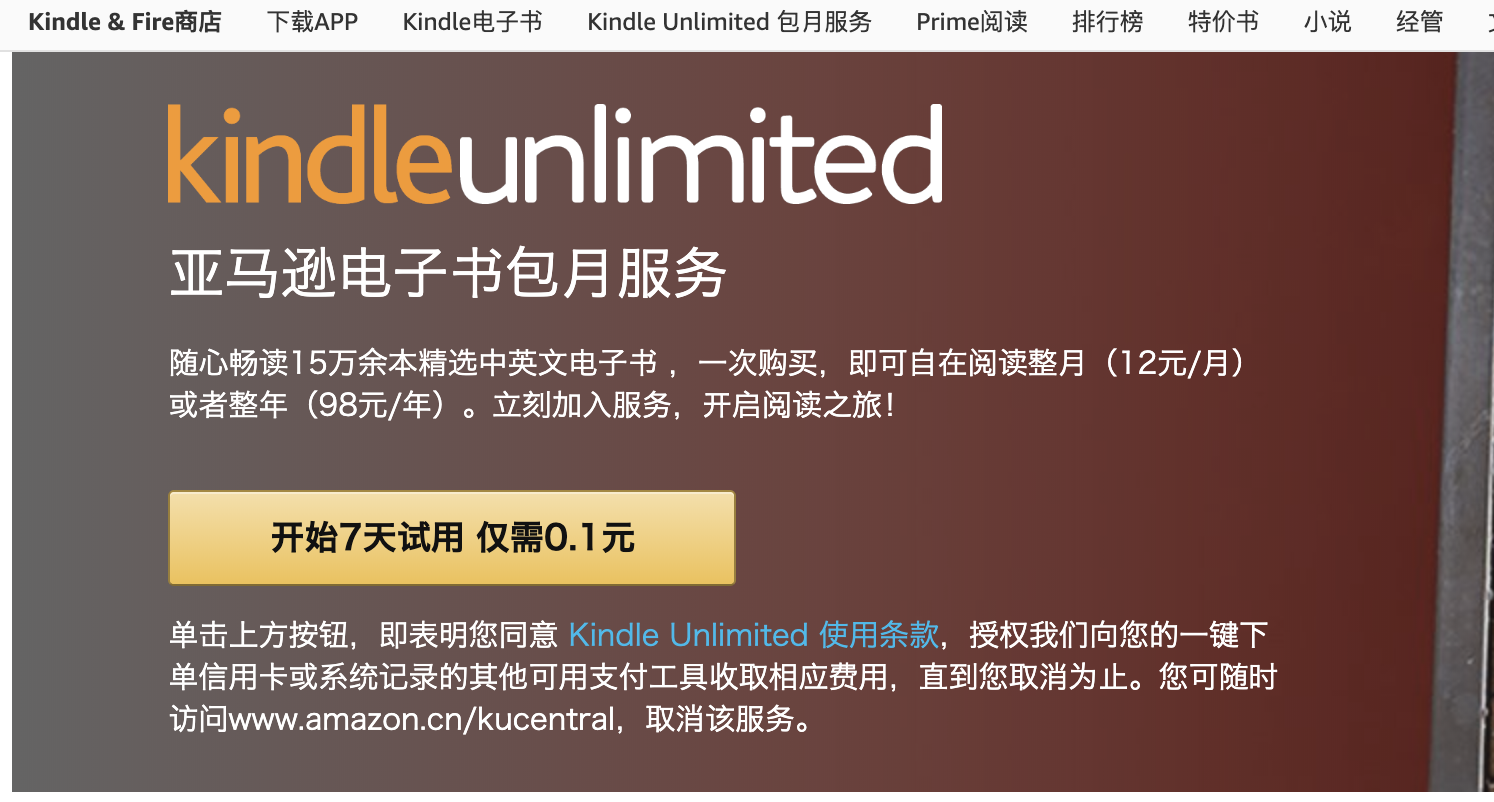 Kindle & Fire商店 下载APP Kindle电子书 Kindle Unlimited 包月服务 Prime阅读 排行榜 特价书 小说 经管
kindleunlimited
亚马逊电子书包月服务
随心畅读15万余本精选中英文电子书 ，一次购买，即可自在阅读整月（12元/月）
或者整年（98元/年）。立刻加入服务，开启阅读之旅！
开始7天试用 仅需0.1元
单击上方按钮，即表明您同意 Kindle Unlimited 使用条款，授权我们向您的一键下
单信用卡或系统记录的其他可用支付工具收取相应费用，直到您取消为止。您可随时
访问www.amazon.cn/kucentral，取消该服务。